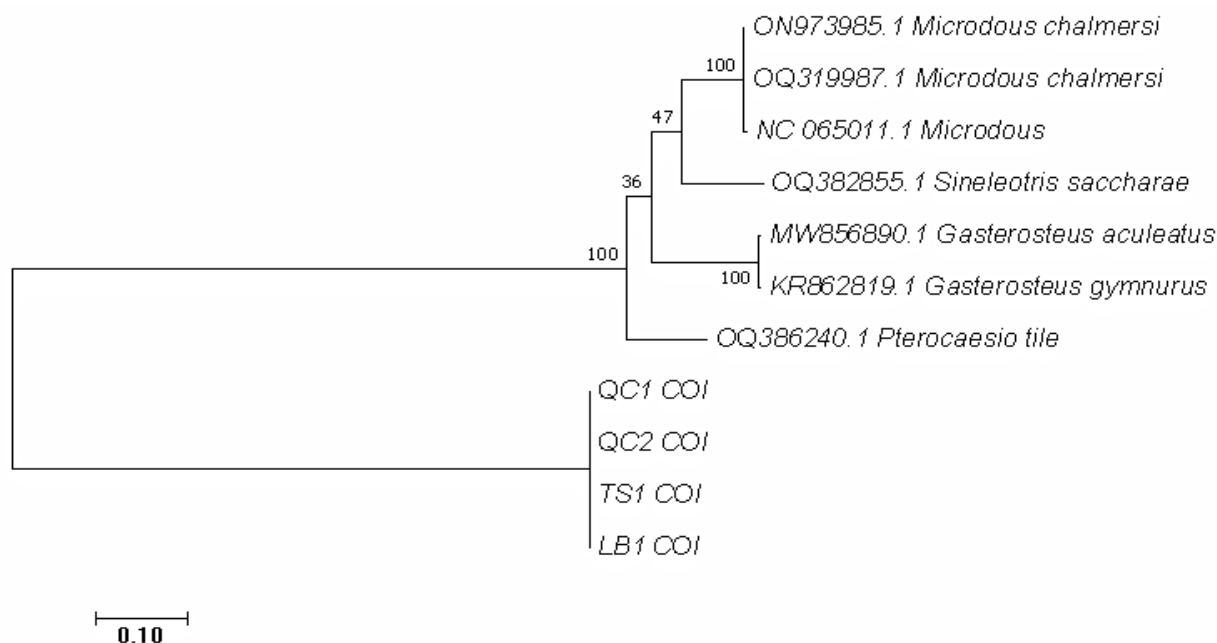 ON973985.1 Microdous chalmersi
100
OQ319987.1 Microdous chalmersi
47
NC 065011.1 Microdous
36
OQ382855.1 Sineleotris saccharae
MW856890.1 Gasterosteus aculeatus
100
100
KR862819.1 Gasterosteus gymnurus
OQ386240.1 Pterocaesio tile
QC1 COI
QC2 COI
TS1 COI
LB1 COI
0.10